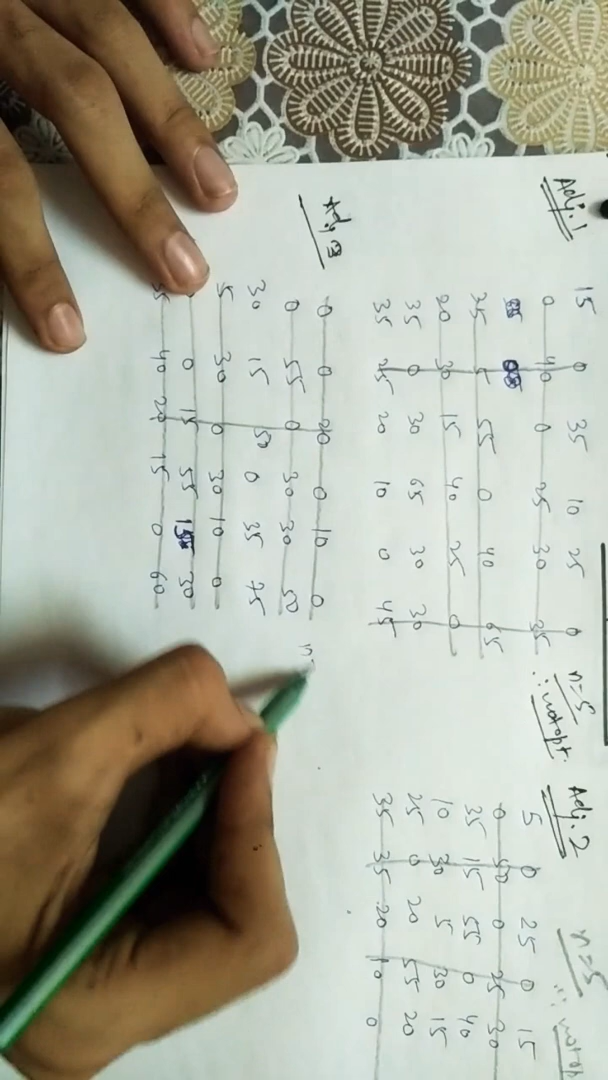 Adj.1
15 0 35 10 25 0
0 40 0 25 30 35
25 5 55 0 40 65
20 30 15 40 25 0
35 0 30 65 30 30
35 25 20 10 0 45
n=5
∴ not opt.
Adj. 2
5 0 25 0 15
0 40 0 25 30
35 15 55 0 40
10 30 5 30 15
25 0 20 55 20
35 35 20 10 0
n=5
∴ not op
Adj 3
0 0 20 0 10 0
0 55 0 30 30 50
30 15 0 35 75
5 30 0 30 10 0
0 15 55 15 30
35 40 20 15 0 60
n=